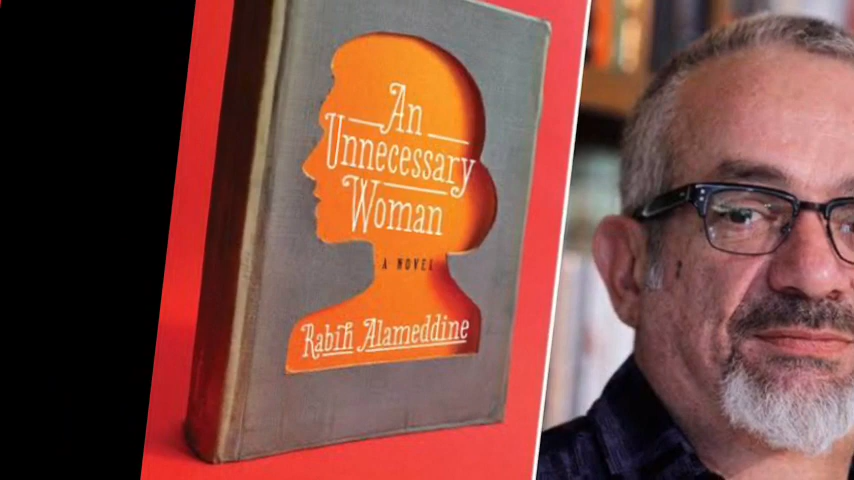 An
Unnecessary
Woman
A NOVEL
Rabih Alameddine